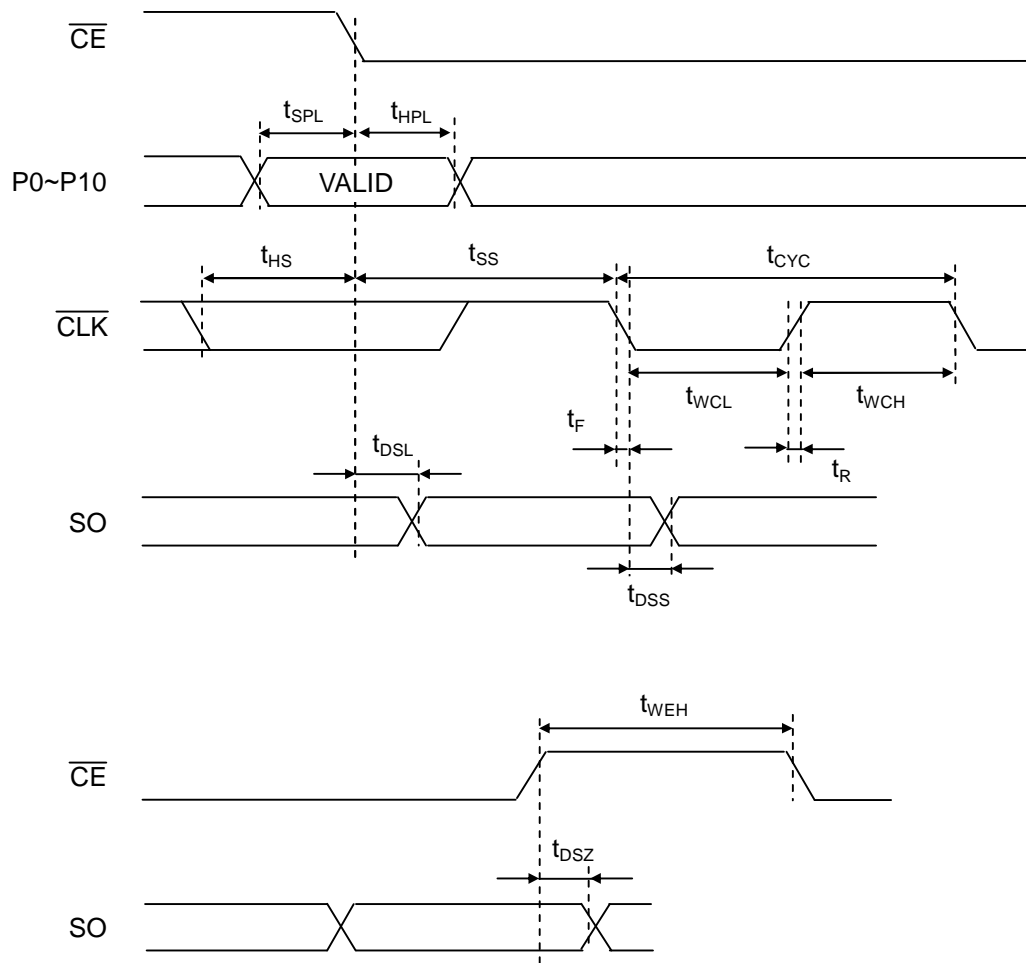 CE
tSPL tHPL
P0~P10 VALID
tHS tSS tCYC
CLK
tWCL tWCH
tF
tDSL
tR
SO
tDSS
tWEH
CE
tDSZ
SO